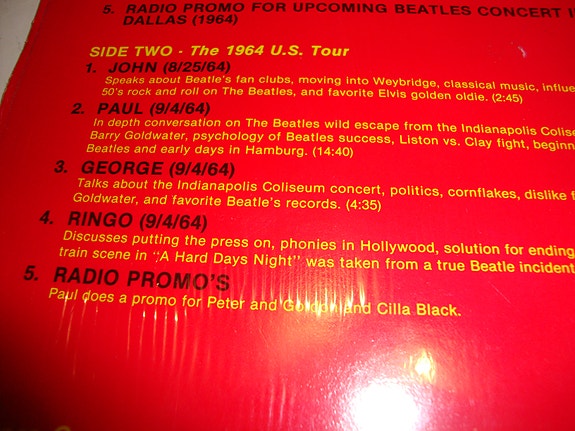 5. RADIO PROMO FOR UPCOMING BEATLES CONCERT
DALLAS (1964)
SIDE TWO - The 1964 U.S. Tour
1. JOHN (8/25/64)
Speaks about Beatle's fan clubs, moving into Weybridge, classical music,
50's rock and roll on The Beatles, and favorite Elvis golden oldie. (2:45)
2. PAUL (9/4/64)
In depth conversation on The Beatles wild escape from the Indianapolis
Barry Goldwater, psychology of Beatles success, Liston vs. Clay fight,
Beatles and early days in Hamburg. (14:40)
3. GEORGE (9/4/64)
Talks about the Indianapolis Coliseum concert, politics, cornflakes, dislike
Goldwater, and favorite Beatle's records. (4:35)
4. RINGO (9/4/64)
Discusses putting the press on, phonies in Hollywood, solution for ending
train scene in "A Hard Days Night" was taken from a true Beatle incident
5. RADIO PROMO'S
Paul does a promo for Peter and Gordon and Cilla Black.